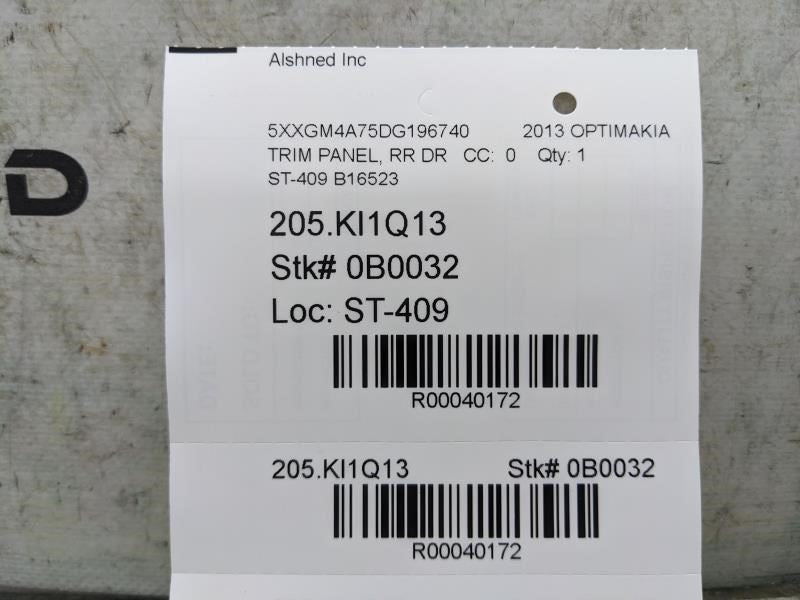 Alshned Inc
5XXGM4A75DG196740 2013 OPTIMAKIA
TRIM PANEL, RR DR CC: 0 Qty: 1
ST-409 B16523
D
205.KI1Q13
Stk# 0B0032
Loc: ST-409
R00040172
205.KI1Q13 Stk# 0B0032
R00040172